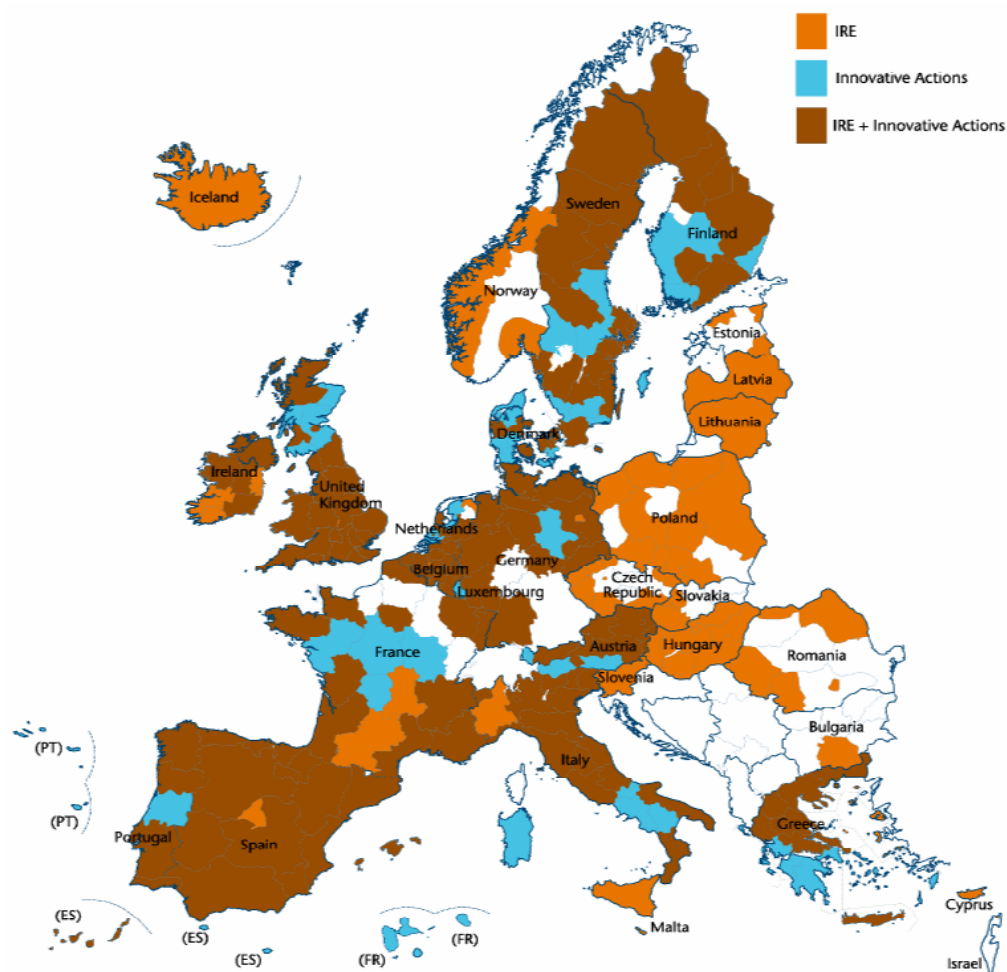 IRE
Innovative Actions
IRE + Innovative Actions
Iceland
Sweden
Finland
Norway
Estonia
Latvia
Lithuania
Denmark
Ireland
United
Kingdom
Netherlands
Poland
Belgium
Germany
Czech
Republic
Luxembourg
Slovakia
Austria
Hungary
France
Romania
Slovenia
Bulgaria
(PT)
Italy
(PT)
Portugal
Spain
Greece
(ES)
(ES)
(ES)
(FR)
(FR)
Malta
Cyprus
Israel